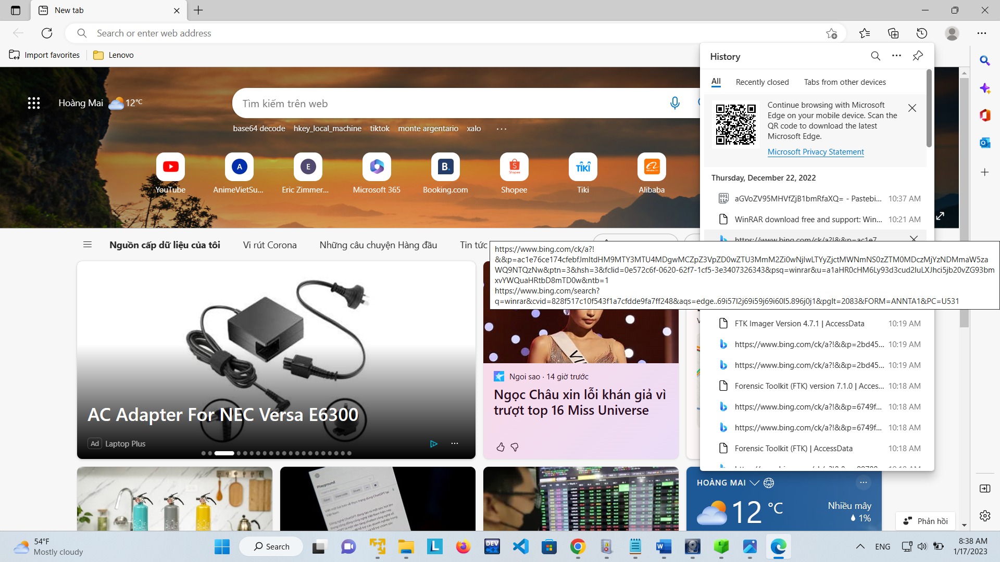 New tab
Search or enter web address
Import favorites
Lenovo
Hoàng Mai
12°C
Tìm kiếm trên web
base64 decode
hkey_local_machine
tiktok
monte argentario
xalo
YouTube
AnimeVietSu...
Eric Zimmer...
Microsoft 365
Booking.com
Shopee
Tiki
Alibaba
Nguồn cấp dữ liệu của tôi
Vi rút Corona
Những câu chuyện Hàng đầu
Tin tức
History
All
Recently closed
Tabs from other devices
Continue browsing with Microsoft
Edge on your mobile device. Scan the
QR code to download the latest
Microsoft Edge.
Microsoft Privacy Statement
Thursday, December 22, 2022
aGVoZV95MHVfZjB1bmRfaXQ= - Pastebi... 10:37 AM
WinRAR download free and support: Win... 10:21 AM
https://www.bing.com/ck/a?!&&p=ac1e7...
https://www.bing.com/ck/a?!
&&p=ac1e76ce174cfebfJmltdHM9MTY3MTU4MDgwMCZpZ3VpZD0wZTU3MmM2Zi0wNjIwLTYyZjctMWNmNS0zZTM0MDczMjYzNDMmaW5za
WQ9NTQzNw&ptn=3&hsh=3&fclid=0e572c6f-0620-62f7-1cf5-3e3407326343&psq=winrar&u=a1aHR0cHM6Ly93d3cud2luLXJhci5jb20vZG93bm
xvYWQuaHRtbD8mTD0w&ntb=1
https://www.bing.com/search?
q=winrar&cvid=828f517c10f543f1a7cfdde9fa7ff248&aqs=edge..69i57l2j69i59j69i60l5.896j0j1&pglt=2083&FORM=ANNTA1&PC=U531
FTK Imager Version 4.7.1 | AccessData 10:19 AM
https://www.bing.com/ck/a?!&&p=2bd45... 10:19 AM
https://www.bing.com/ck/a?!&&p=2bd45... 10:19 AM
Forensic Toolkit (FTK) version 7.1.0 | Acces... 10:18 AM
https://www.bing.com/ck/a?!&&p=6749f... 10:18 AM
https://www.bing.com/ck/a?!&&p=6749f... 10:18 AM
Forensic Toolkit (FTK) | AccessData 10:18 AM
AC Adapter For NEC Versa E6300
Ad Laptop Plus
VI
Ngoi sao · 14 giờ trước
Ngọc Châu xin lỗi khán giả vì
trượt top 16 Miss Universe
Playground
HOÀNG MAI
12 °C
Nhiều mây
1%
Phản hồi
54°F
Mostly cloudy
Search
ENG
8:38 AM
1/17/2023